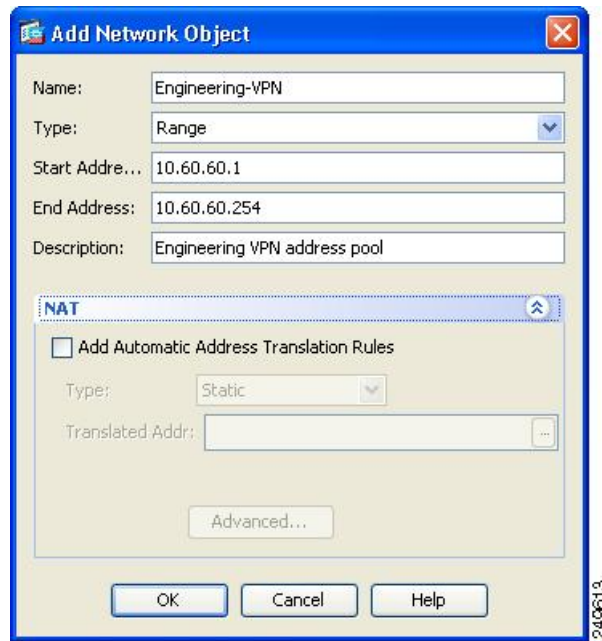 Add Network Object
Name: Engineering-VPN
Type: Range
Start Addre... 10.60.60.1
End Address: 10.60.60.254
Description: Engineering VPN address pool
NAT
Add Automatic Address Translation Rules
Type: Static
Translated Addr: ...
Advanced...
OK Cancel Help
249613